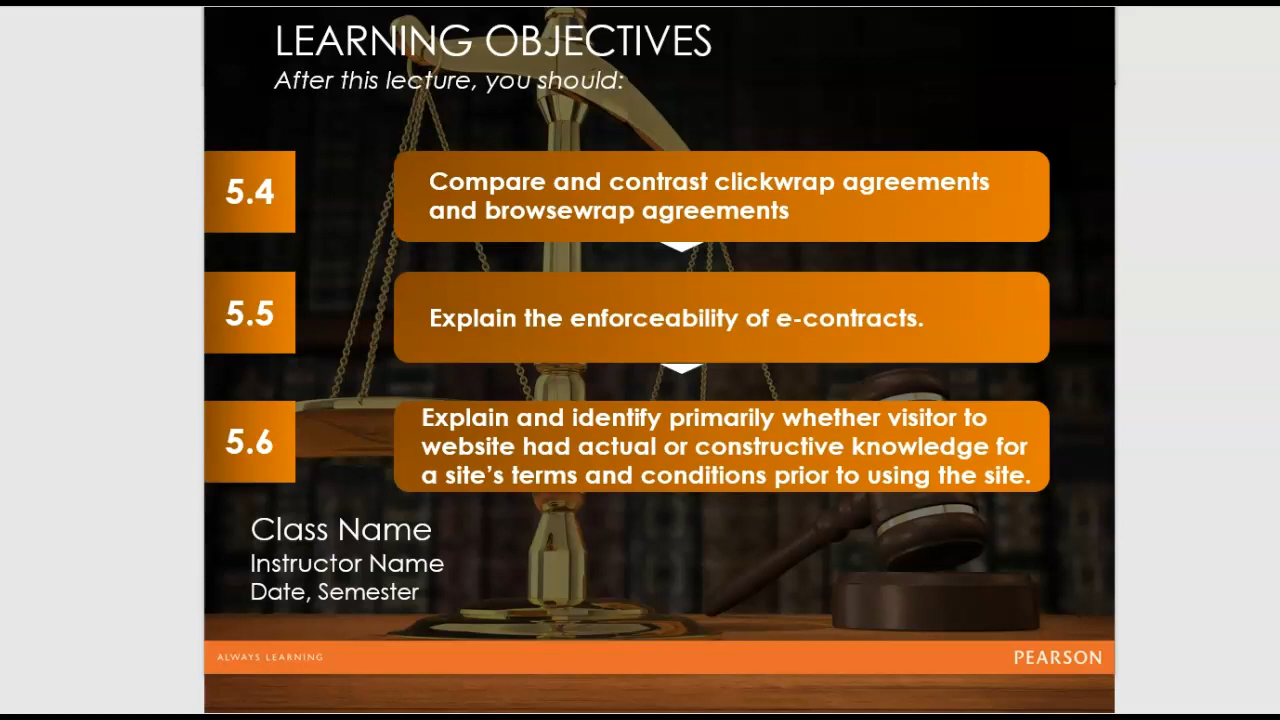 LEARNING OBJECTIVES
After this lecture, you should:
5.4
Compare and contrast clickwrap agreements
and browsewrap agreements
5.5
Explain the enforceability of e-contracts.
5.6
Explain and identify primarily whether visitor to
website had actual or constructive knowledge for
a site's terms and conditions prior to using the site.
Class Name
Instructor Name
Date, Semester
ALWAYS LEARNING
PEARSON